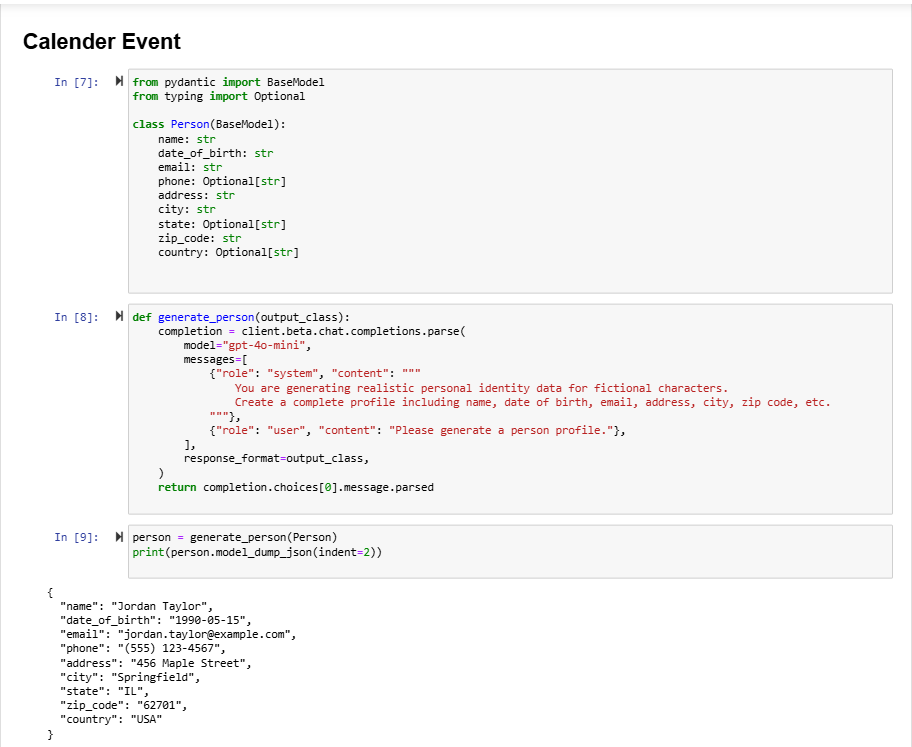 Calender Event
In [7]:
from pydantic import BaseModel
from typing import Optional
class Person(BaseModel):
name: str
date_of_birth: str
email: str
phone: Optional[str]
address: str
city: str
state: Optional[str]
zip_code: str
country: Optional[str]
In [8]:
def generate_person(output_class):
completion = client.beta.chat.completions.parse(
model="gpt-4o-mini",
messages=[
{"role": "system", "content": """
You are generating realistic personal identity data for fictional characters.
Create a complete profile including name, date of birth, email, address, city, zip code, etc.
"""},
{"role": "user", "content": "Please generate a person profile."},
],
response_format=output_class,
)
return completion.choices[0].message.parsed
In [9]:
person = generate_person(Person)
print(person.model_dump_json(indent=2))
{
"name": "Jordan Taylor",
"date_of_birth": "1990-05-15",
"email": "jordan.taylor@example.com",
"phone": "(555) 123-4567",
"address": "456 Maple Street",
"city": "Springfield",
"state": "IL",
"zip_code": "62701",
"country": "USA"
}